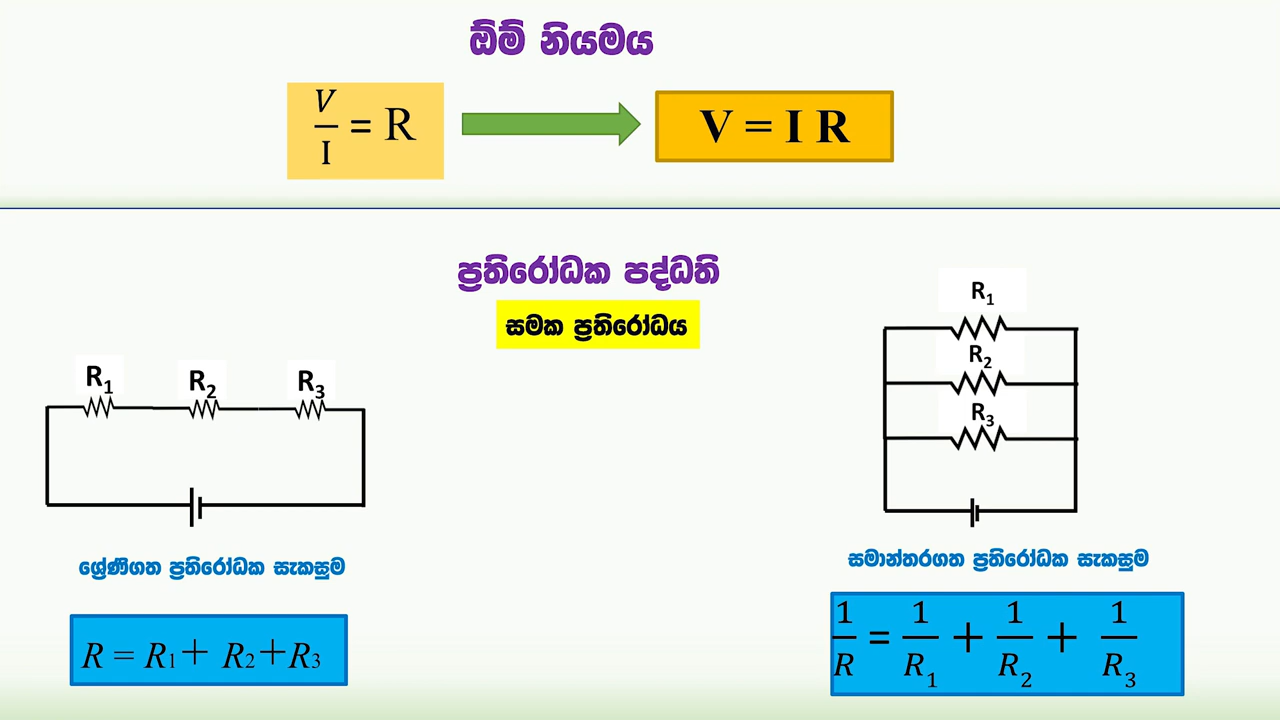 ඕම් නියමය
V/I = R
V = I R
ප්‍රතිරෝධක පද්ධති
සමක ප්‍රතිරෝධය
R₁ R₂ R₃
R₁
R₂
R₃
ශ්‍රේණිගත ප්‍රතිරෝධක සැකසුම
R = R₁ + R₂ + R₃
සමාන්තරගත ප්‍රතිරෝධක සැකසුම
1/R = 1/R₁ + 1/R₂ + 1/R₃